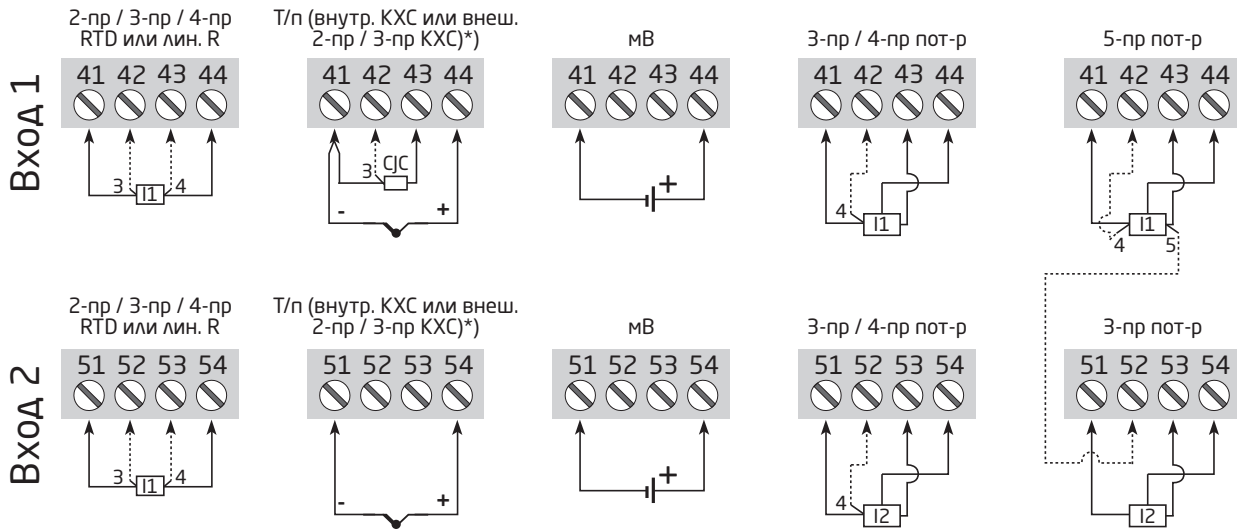 Вход 1
2-пр / 3-пр / 4-пр
RTD или лин. R
41 42 43 44
3 I1 4
Т/п (внутр. КХС или внеш.
2-пр / 3-пр КХС)*)
41 42 43 44
3 CJC
- +
мВ
41 42 43 44
+
3-пр / 4-пр пот-р
41 42 43 44
4 I1
5-пр пот-р
41 42 43 44
I1
4 5
Вход 2
2-пр / 3-пр / 4-пр
RTD или лин. R
51 52 53 54
3 I1 4
Т/п (внутр. КХС или внеш.
2-пр / 3-пр КХС)*)
51 52 53 54
- +
мВ
51 52 53 54
+
3-пр / 4-пр пот-р
51 52 53 54
4 I2
3-пр пот-р
51 52 53 54
I2